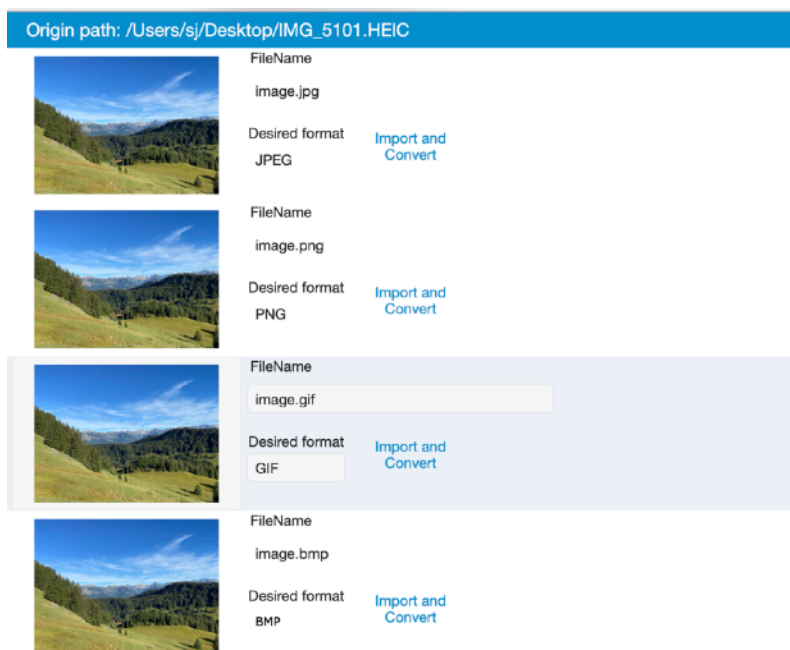 Origin path: /Users/sj/Desktop/IMG_5101.HEIC
FileName
image.jpg
Desired format
JPEG
Import and
Convert
FileName
image.png
Desired format
PNG
Import and
Convert
FileName
image.gif
Desired format
GIF
Import and
Convert
FileName
image.bmp
Desired format
BMP
Import and
Convert